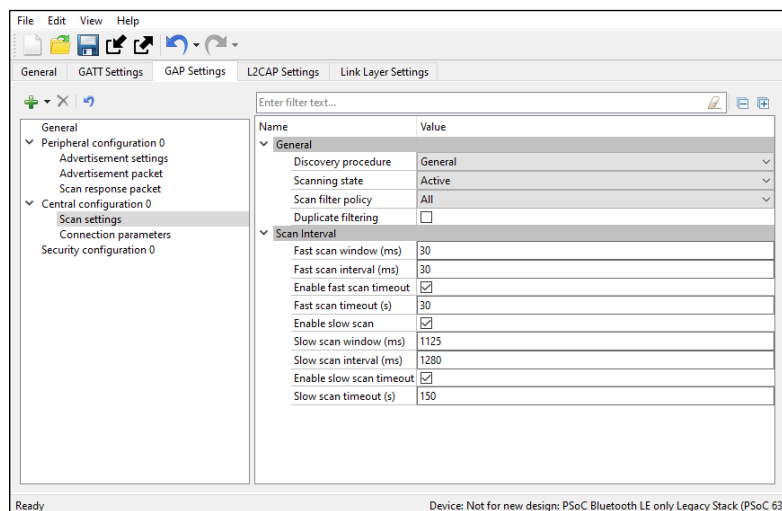 File Edit View Help
General GATT Settings GAP Settings L2CAP Settings Link Layer Settings
Enter filter text...
General
Peripheral configuration 0
Advertisement settings
Advertisement packet
Scan response packet
Central configuration 0
Scan settings
Connection parameters
Security configuration 0
Name Value
General
Discovery procedure General
Scanning state Active
Scan filter policy All
Duplicate filtering
Scan Interval
Fast scan window (ms) 30
Fast scan interval (ms) 30
Enable fast scan timeout
Fast scan timeout (s) 30
Enable slow scan
Slow scan window (ms) 1125
Slow scan interval (ms) 1280
Enable slow scan timeout
Slow scan timeout (s) 150
Ready Device: Not for new design: PSoC Bluetooth LE only Legacy Stack (PSoC 63